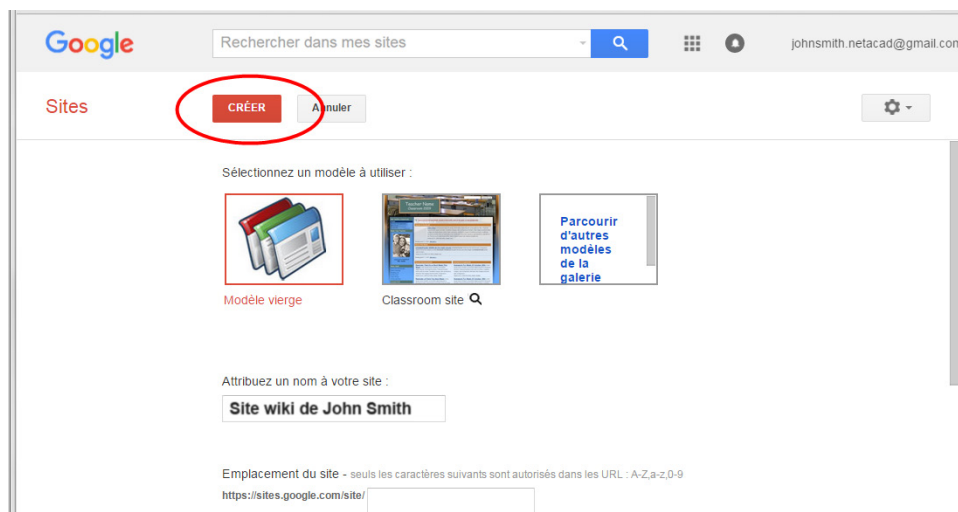 Google
Rechercher dans mes sites
johnsmith.netacad@gmail.com
Sites
CRÉER
Annuler
Sélectionnez un modèle à utiliser :
Parcourir
d'autres
modèles
de la
galerie
Modèle vierge
Classroom site
Attribuez un nom à votre site :
Site wiki de John Smith
Emplacement du site - seuls les caractères suivants sont autorisés dans les URL : A-Z,a-z,0-9
https://sites.google.com/site/